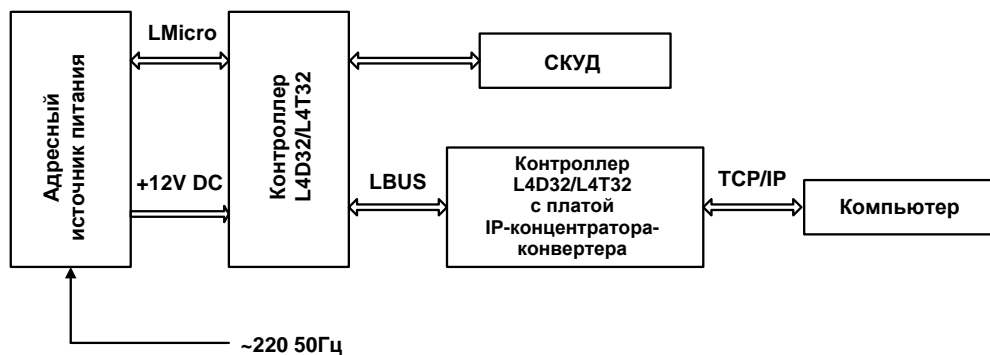 Адресный
источник питания
LMicro
+12V DC
Контроллер
L4D32/L4T32
СКУД
LBUS
Контроллер
L4D32/L4T32
с платой
IP-концентратора-
конвертера
TCP/IP
Компьютер
~220 50Гц